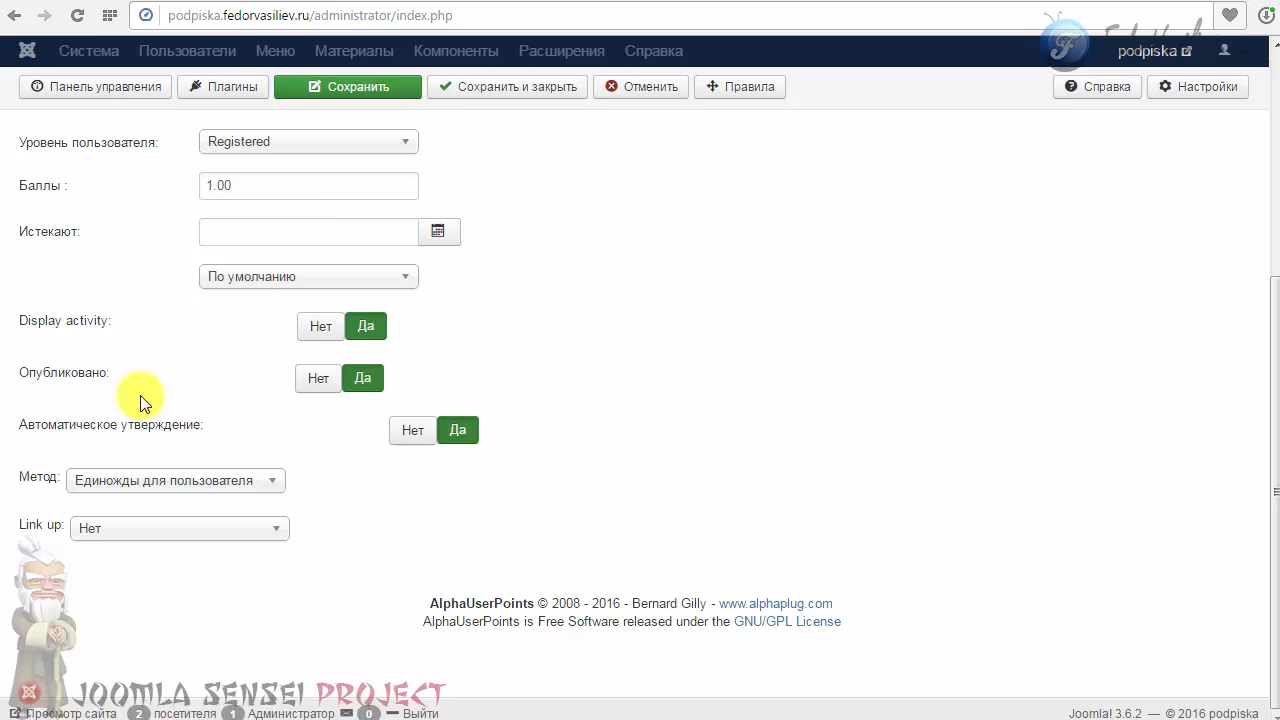 podpiska.fedorvasiliev.ru/administrator/index.php
Система Пользователи Меню Материалы Компоненты Расширения Справка podpiska
Панель управления Плагины Сохранить Сохранить и закрыть Отменить Правила Справка Настройки
Уровень пользователя: Registered
Баллы : 1.00
Истекают:
По умолчанию
Display activity: Нет Да
Опубликовано: Нет Да
Автоматическое утверждение: Нет Да
Метод: Единожды для пользователя
Link up: Нет
AlphaUserPoints © 2008 - 2016 - Bernard Gilly - www.alphaplug.com
AlphaUserPoints is Free Software released under the GNU/GPL License
JOOMLA SENSEI PROJECT
Просмотр сайта 2 посетителя 1 Администратор 0 Выйти Joomla! 3.6.2 — © 2016 podpiska